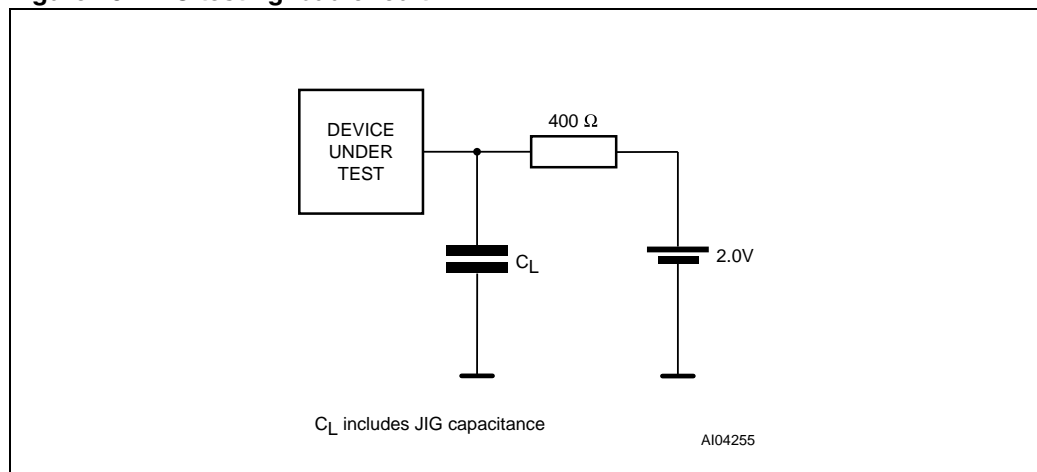 400 Ω
DEVICE
UNDER
TEST
CL
2.0V
CL includes JIG capacitance
AI04255